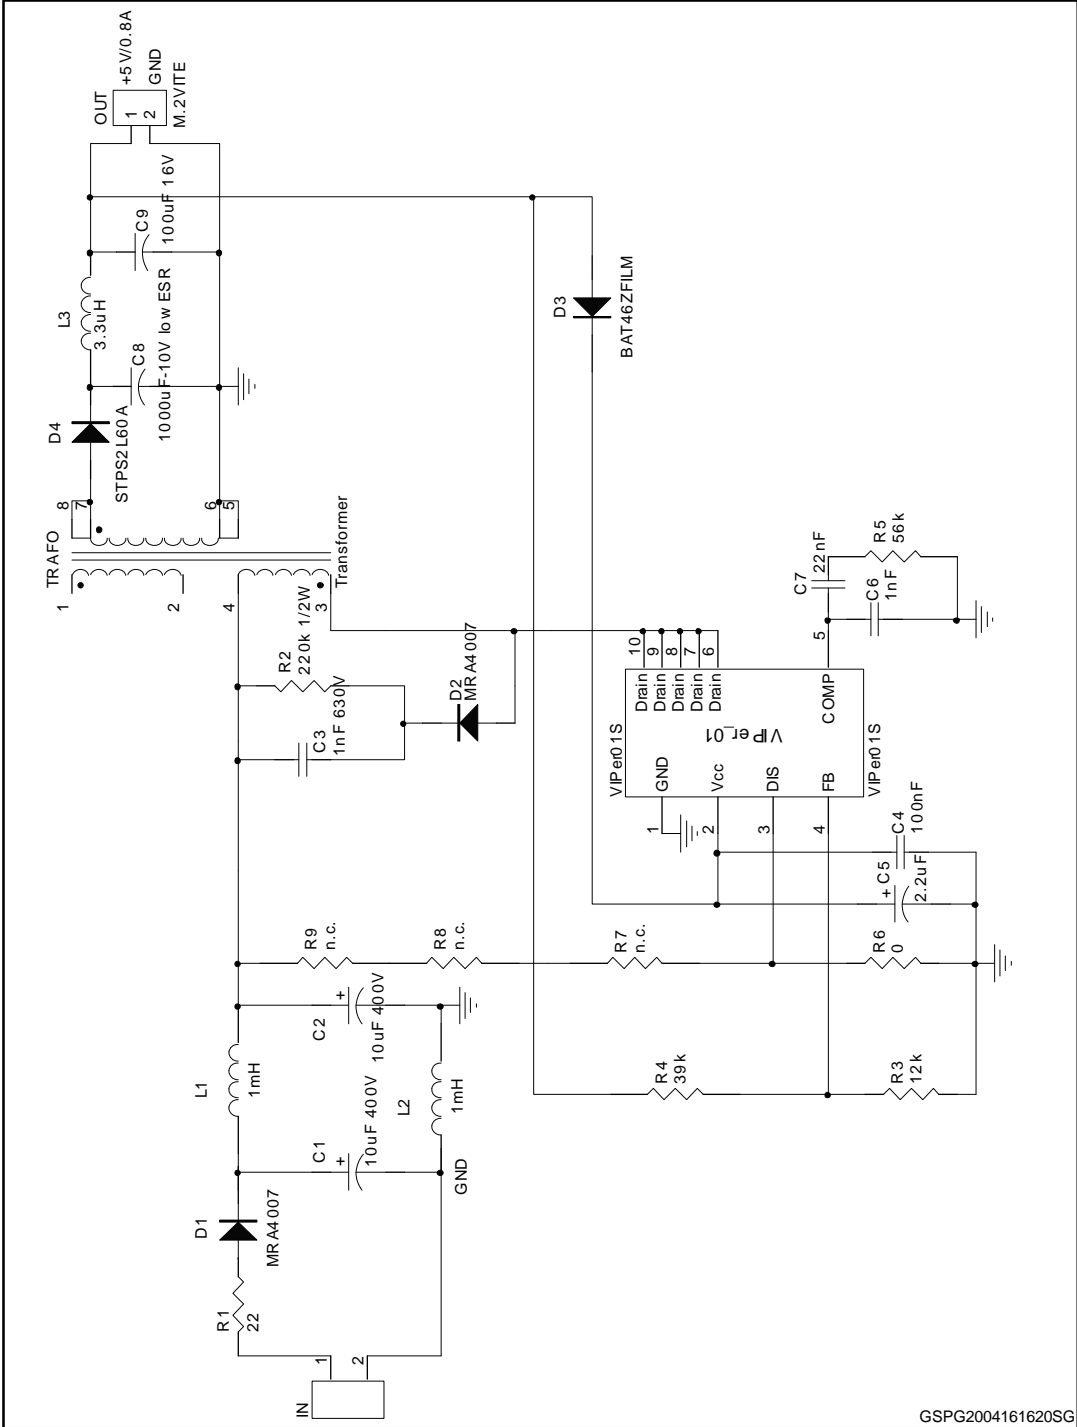 IN
1
2
R1
22
D1
MRA4007
C1
10uF 400V
L1
1mH
L2
1mH
GND
C2
10uF 400V
R9
n.c.
R8
n.c.
R7
n.c.
R6
0
R4
39k
R3
12k
C5
2.2uF
+
C4
100nF
+
+
C3
1nF 630V
R2
220k 1/2W
D2
MRA4007
TRAFO
Transformer
1
2
4
3
8
7
6
5
D4
STPS2L60A
C8
1000uF-10V low ESR
L3
3.3uH
C9
100uF 16V
OUT
1
2
+5V/0.8A
GND
M.2VITE
D3
BAT46ZFILM
VIPer01S
VIPer_01
VIPer01S
GND
Vcc
DIS
FB
1
2
3
4
Drain
Drain
Drain
Drain
Drain
COMP
10
9
8
7
6
5
C7
22nF
C6
1nF
R5
56k
GSPG2004161620SG